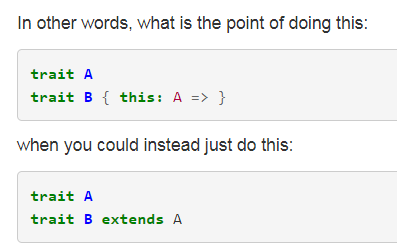 In other words, what is the point of doing this:
trait A
trait B { this: A => }
when you could instead just do this:
trait A
trait B extends A